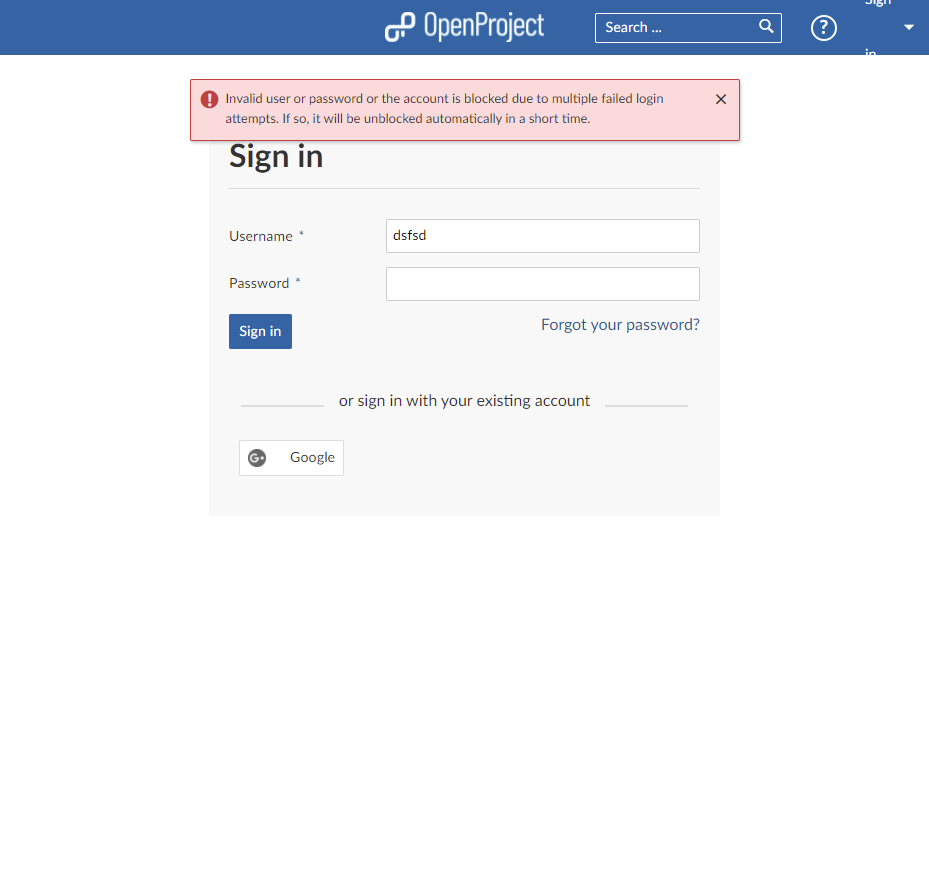 OpenProject
Search ...
?
Sign
in
Invalid user or password or the account is blocked due to multiple failed login
attempts. If so, it will be unblocked automatically in a short time.
Sign in
Username *
dsfsd
Password *
Sign in
Forgot your password?
or sign in with your existing account
G+ Google